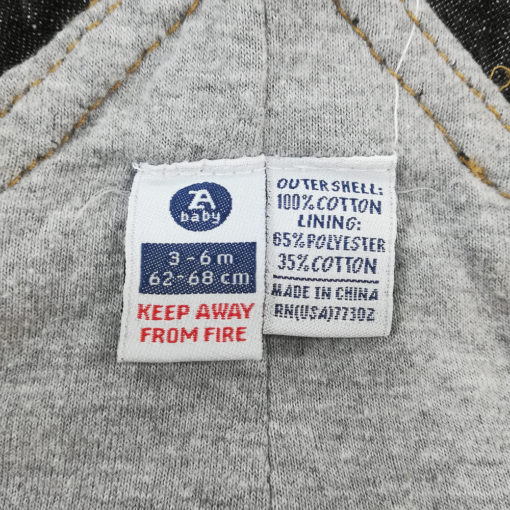 A
baby
3-6 m
62-68 cm
KEEP AWAY
FROM FIRE
OUTER SHELL:
100% COTTON
LINING:
65% POLYESTER
35% COTTON
MADE IN CHINA
RN(USA)77302